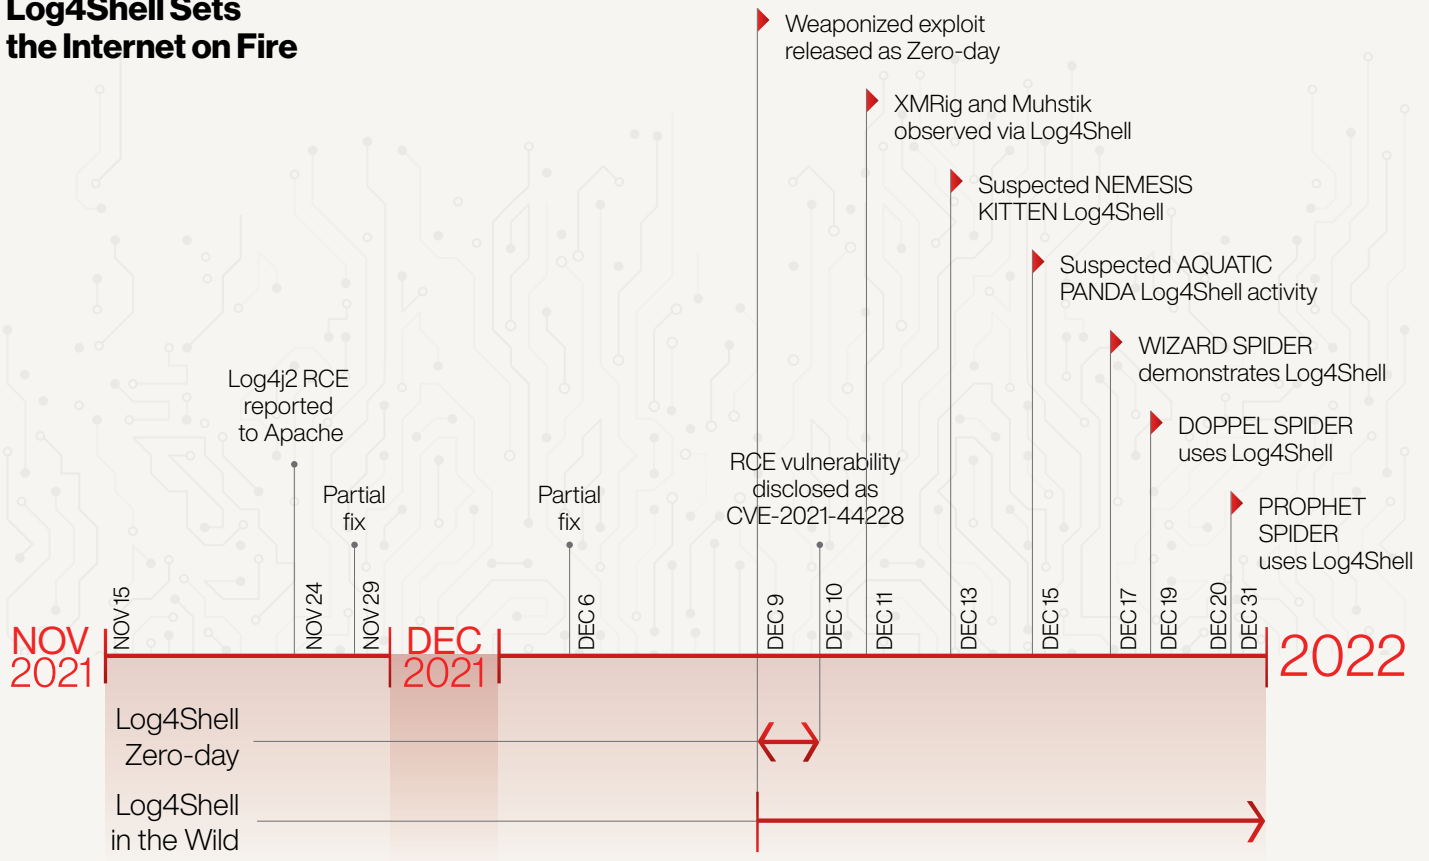 Log4Shell Sets
the Internet on Fire
Weaponized exploit
released as Zero-day
XMRig and Muhstik
observed via Log4Shell
Suspected NEMESIS
KITTEN Log4Shell
Suspected AQUATIC
PANDA Log4Shell activity
WIZARD SPIDER
demonstrates Log4Shell
DOPPEL SPIDER
uses Log4Shell
PROPHET
SPIDER
uses Log4Shell
Log4j2 RCE
reported
to Apache
Partial
fix
Partial
fix
RCE vulnerability
disclosed as
CVE-2021-44228
NOV
2021
NOV 15
NOV 24
NOV 29
DEC
2021
DEC 6
DEC 9
DEC 10
DEC 11
DEC 13
DEC 15
DEC 17
DEC 19
DEC 20
DEC 31
2022
Log4Shell
Zero-day
Log4Shell
in the Wild